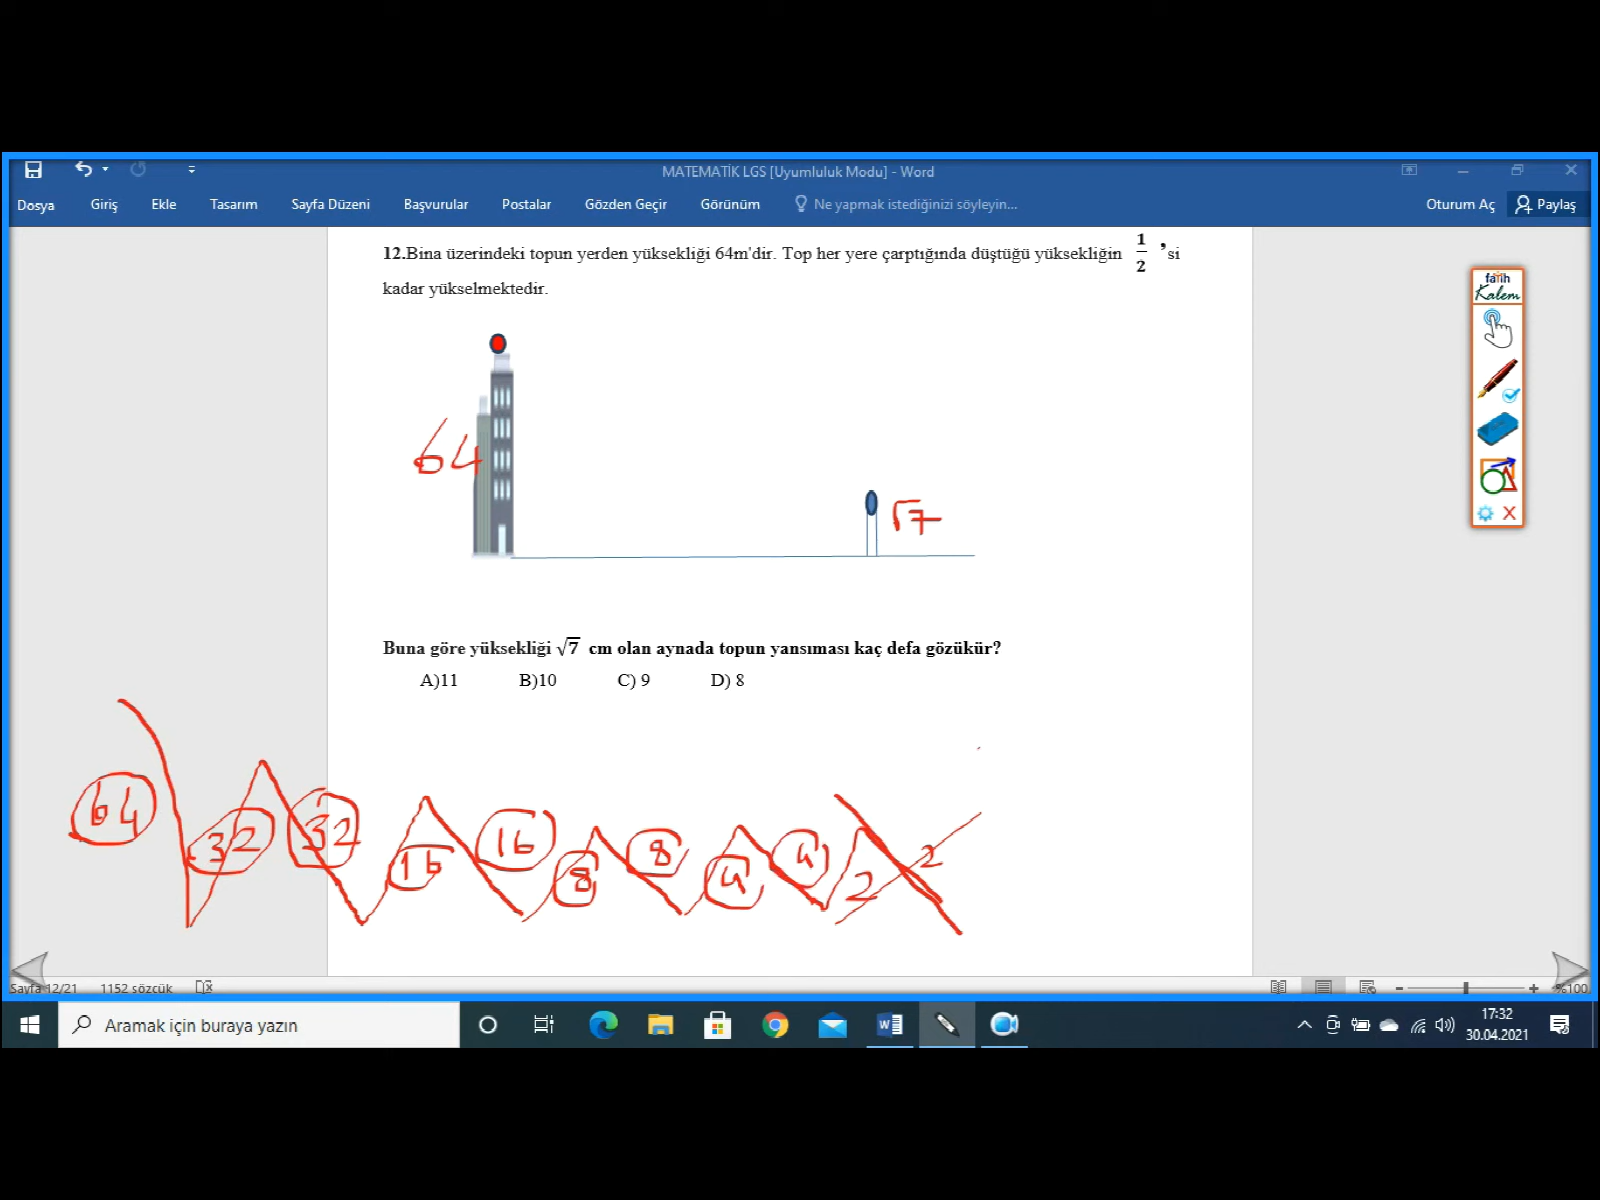 MATEMATİK LGS [Uyumluluk Modu] - Word
Dosya Giriş Ekle Tasarım Sayfa Düzeni Başvurular Postalar Gözden Geçir Görünüm Ne yapmak istediğinizi söyleyin... Oturum Aç Paylaş
12.Bina üzerindeki topun yerden yüksekliği 64m'dir. Top her yere çarptığında düştüğü yüksekliğin 1/2 'si
kadar yükselmektedir.
fatih
Kalem
64
√7
Buna göre yüksekliği √7 cm olan aynada topun yansıması kaç defa gözükür?
A)11 B)10 C) 9 D) 8
64 32 32 16 16 8 8 4 4 2 2
Sayfa 12/21 1152 sözcük %100
Aramak için buraya yazın
17:32
30.04.2021